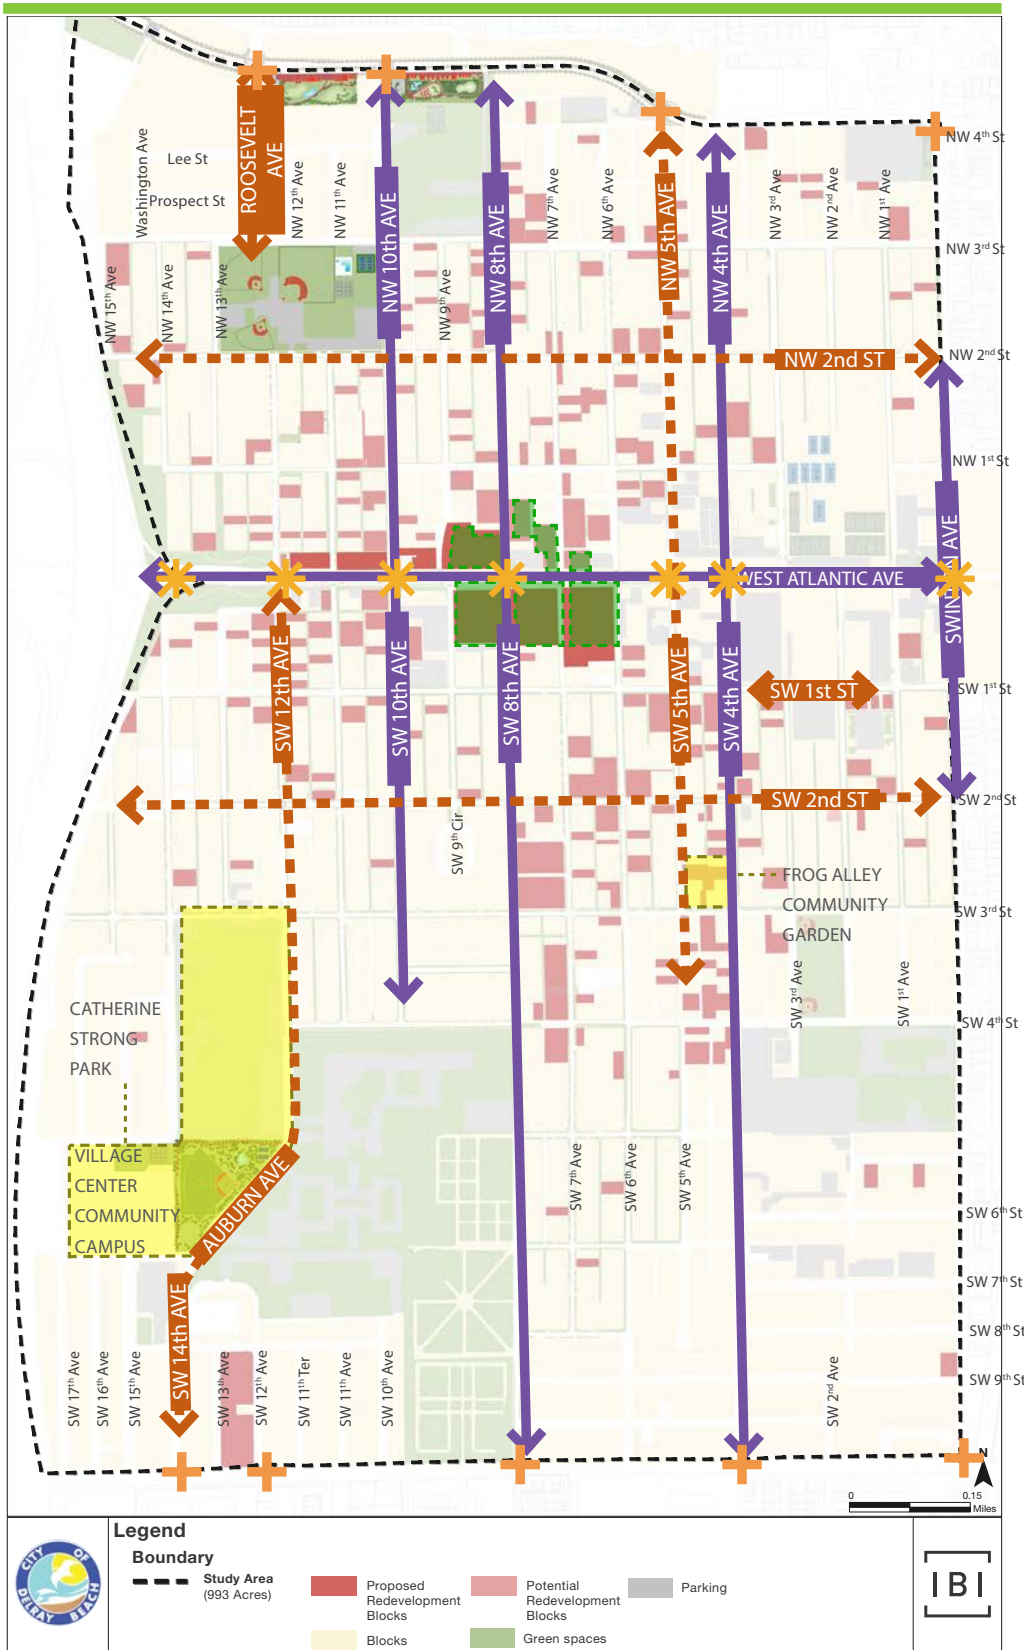 ROOSEVELT
AVE
Washington Ave
Lee St
Prospect St
NW 12th Ave
NW 11th Ave
NW 10th AVE
NW 8th AVE
NW 7th Ave
NW 6th Ave
NW 5th AVE
NW 4th AVE
NW 3rd Ave
NW 2nd Ave
NW 1st Ave
NW 4th St
NW 3rd St
NW 15th Ave
NW 14th Ave
NW 13th Ave
NW 9th Ave
NW 2nd ST
NW 2nd St
NW 1st St
WEST ATLANTIC AVE
SW 12th AVE
SW 10th AVE
SW 8th AVE
SW 5th AVE
SW 4th AVE
SW 1st ST
SW 1st St
SW 2nd ST
SW 2nd St
SW 9th Cir
FROG ALLEY
COMMUNITY
GARDEN
SW 3rd St
SW 3rd Ave
SW 1st Ave
SW 4th St
CATHERINE
STRONG
PARK
VILLAGE
CENTER
COMMUNITY
CAMPUS
AUBURN AVE
SW 7th Ave
SW 6th Ave
SW 5th Ave
SW 6th St
SW 7th St
SW 8th St
SW 9th St
SW 14th AVE
SW 17th Ave
SW 16th Ave
SW 15th Ave
SW 13th Ave
SW 12th Ave
SW 11th Ter
SW 11th Ave
SW 10th Ave
SW 2nd Ave
N
0 0.15
Miles
CITY OF
DELRAY BEACH
Legend
Boundary
Study Area
(993 Acres)
Proposed
Redevelopment
Blocks
Potential
Redevelopment
Blocks
Parking
Blocks
Green spaces
IBI